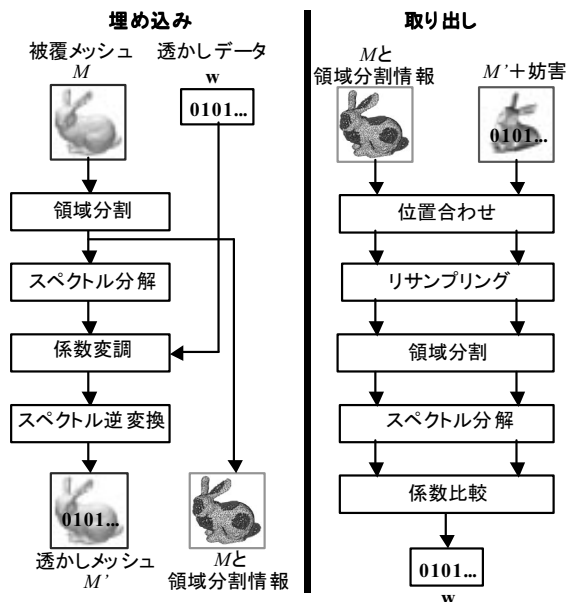 埋め込み
被覆メッシュ
M
透かしデータ
w
0101...
領域分割
スペクトル分解
係数変調
スペクトル逆変換
0101...
透かしメッシュ
M'
Mと
領域分割情報
取り出し
Mと
領域分割情報
M'＋妨害
0101...
位置合わせ
リサンプリング
領域分割
スペクトル分解
係数比較
0101...
w